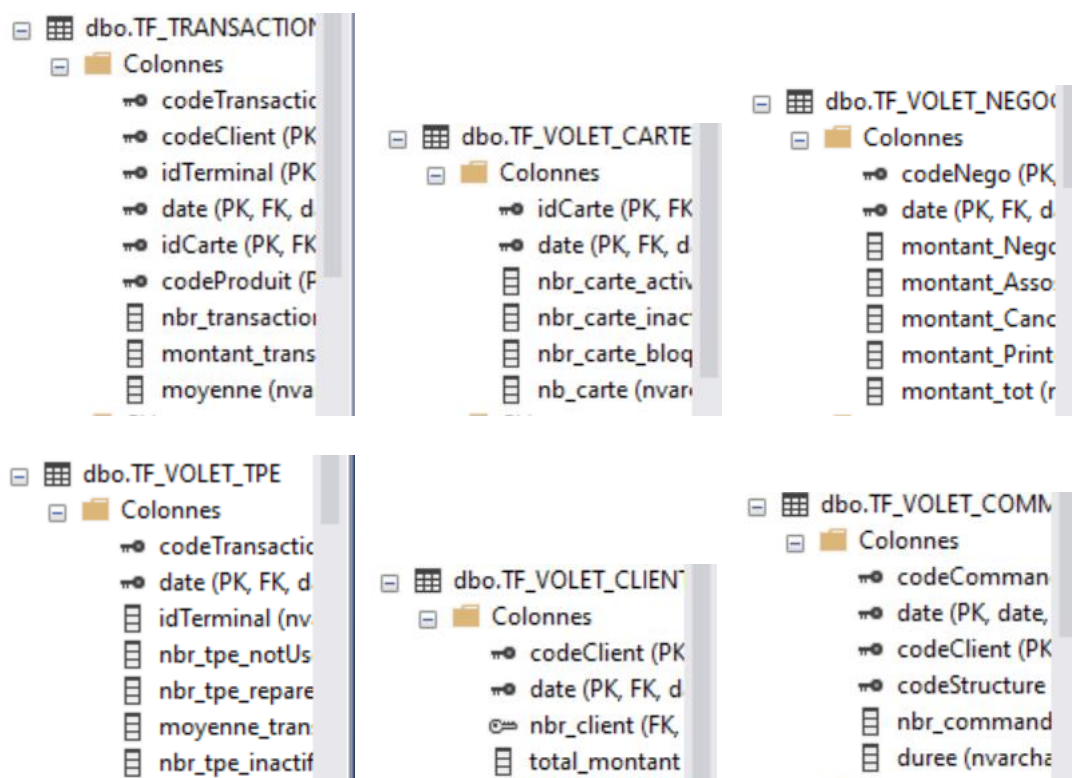 dbo.TF_TRANSACTION
Colonnes
codeTransactic
codeClient (PK
idTerminal (PK
date (PK, FK, d
idCarte (PK, FK
codeProduit (P
nbr_transaction
montant_trans
moyenne (nva
dbo.TF_VOLET_CARTE
Colonnes
idCarte (PK, FK
date (PK, FK, d
nbr_carte_activ
nbr_carte_inac
nbr_carte_bloq
nb_carte (nvar
dbo.TF_VOLET_NEGOC
Colonnes
codeNego (PK,
date (PK, FK, d
montant_Nego
montant_Asso
montant_Canc
montant_Print
montant_tot (r
dbo.TF_VOLET_TPE
Colonnes
codeTransactic
date (PK, FK, d
idTerminal (nv
nbr_tpe_notUs
nbr_tpe_repare
moyenne_tran
nbr_tpe_inactif
dbo.TF_VOLET_CLIENT
Colonnes
codeClient (PK
date (PK, FK, d
nbr_client (FK,
total_montant
dbo.TF_VOLET_COMM
Colonnes
codeComman
date (PK, date,
codeClient (PK
codeStructure
nbr_command
duree (nvarcha